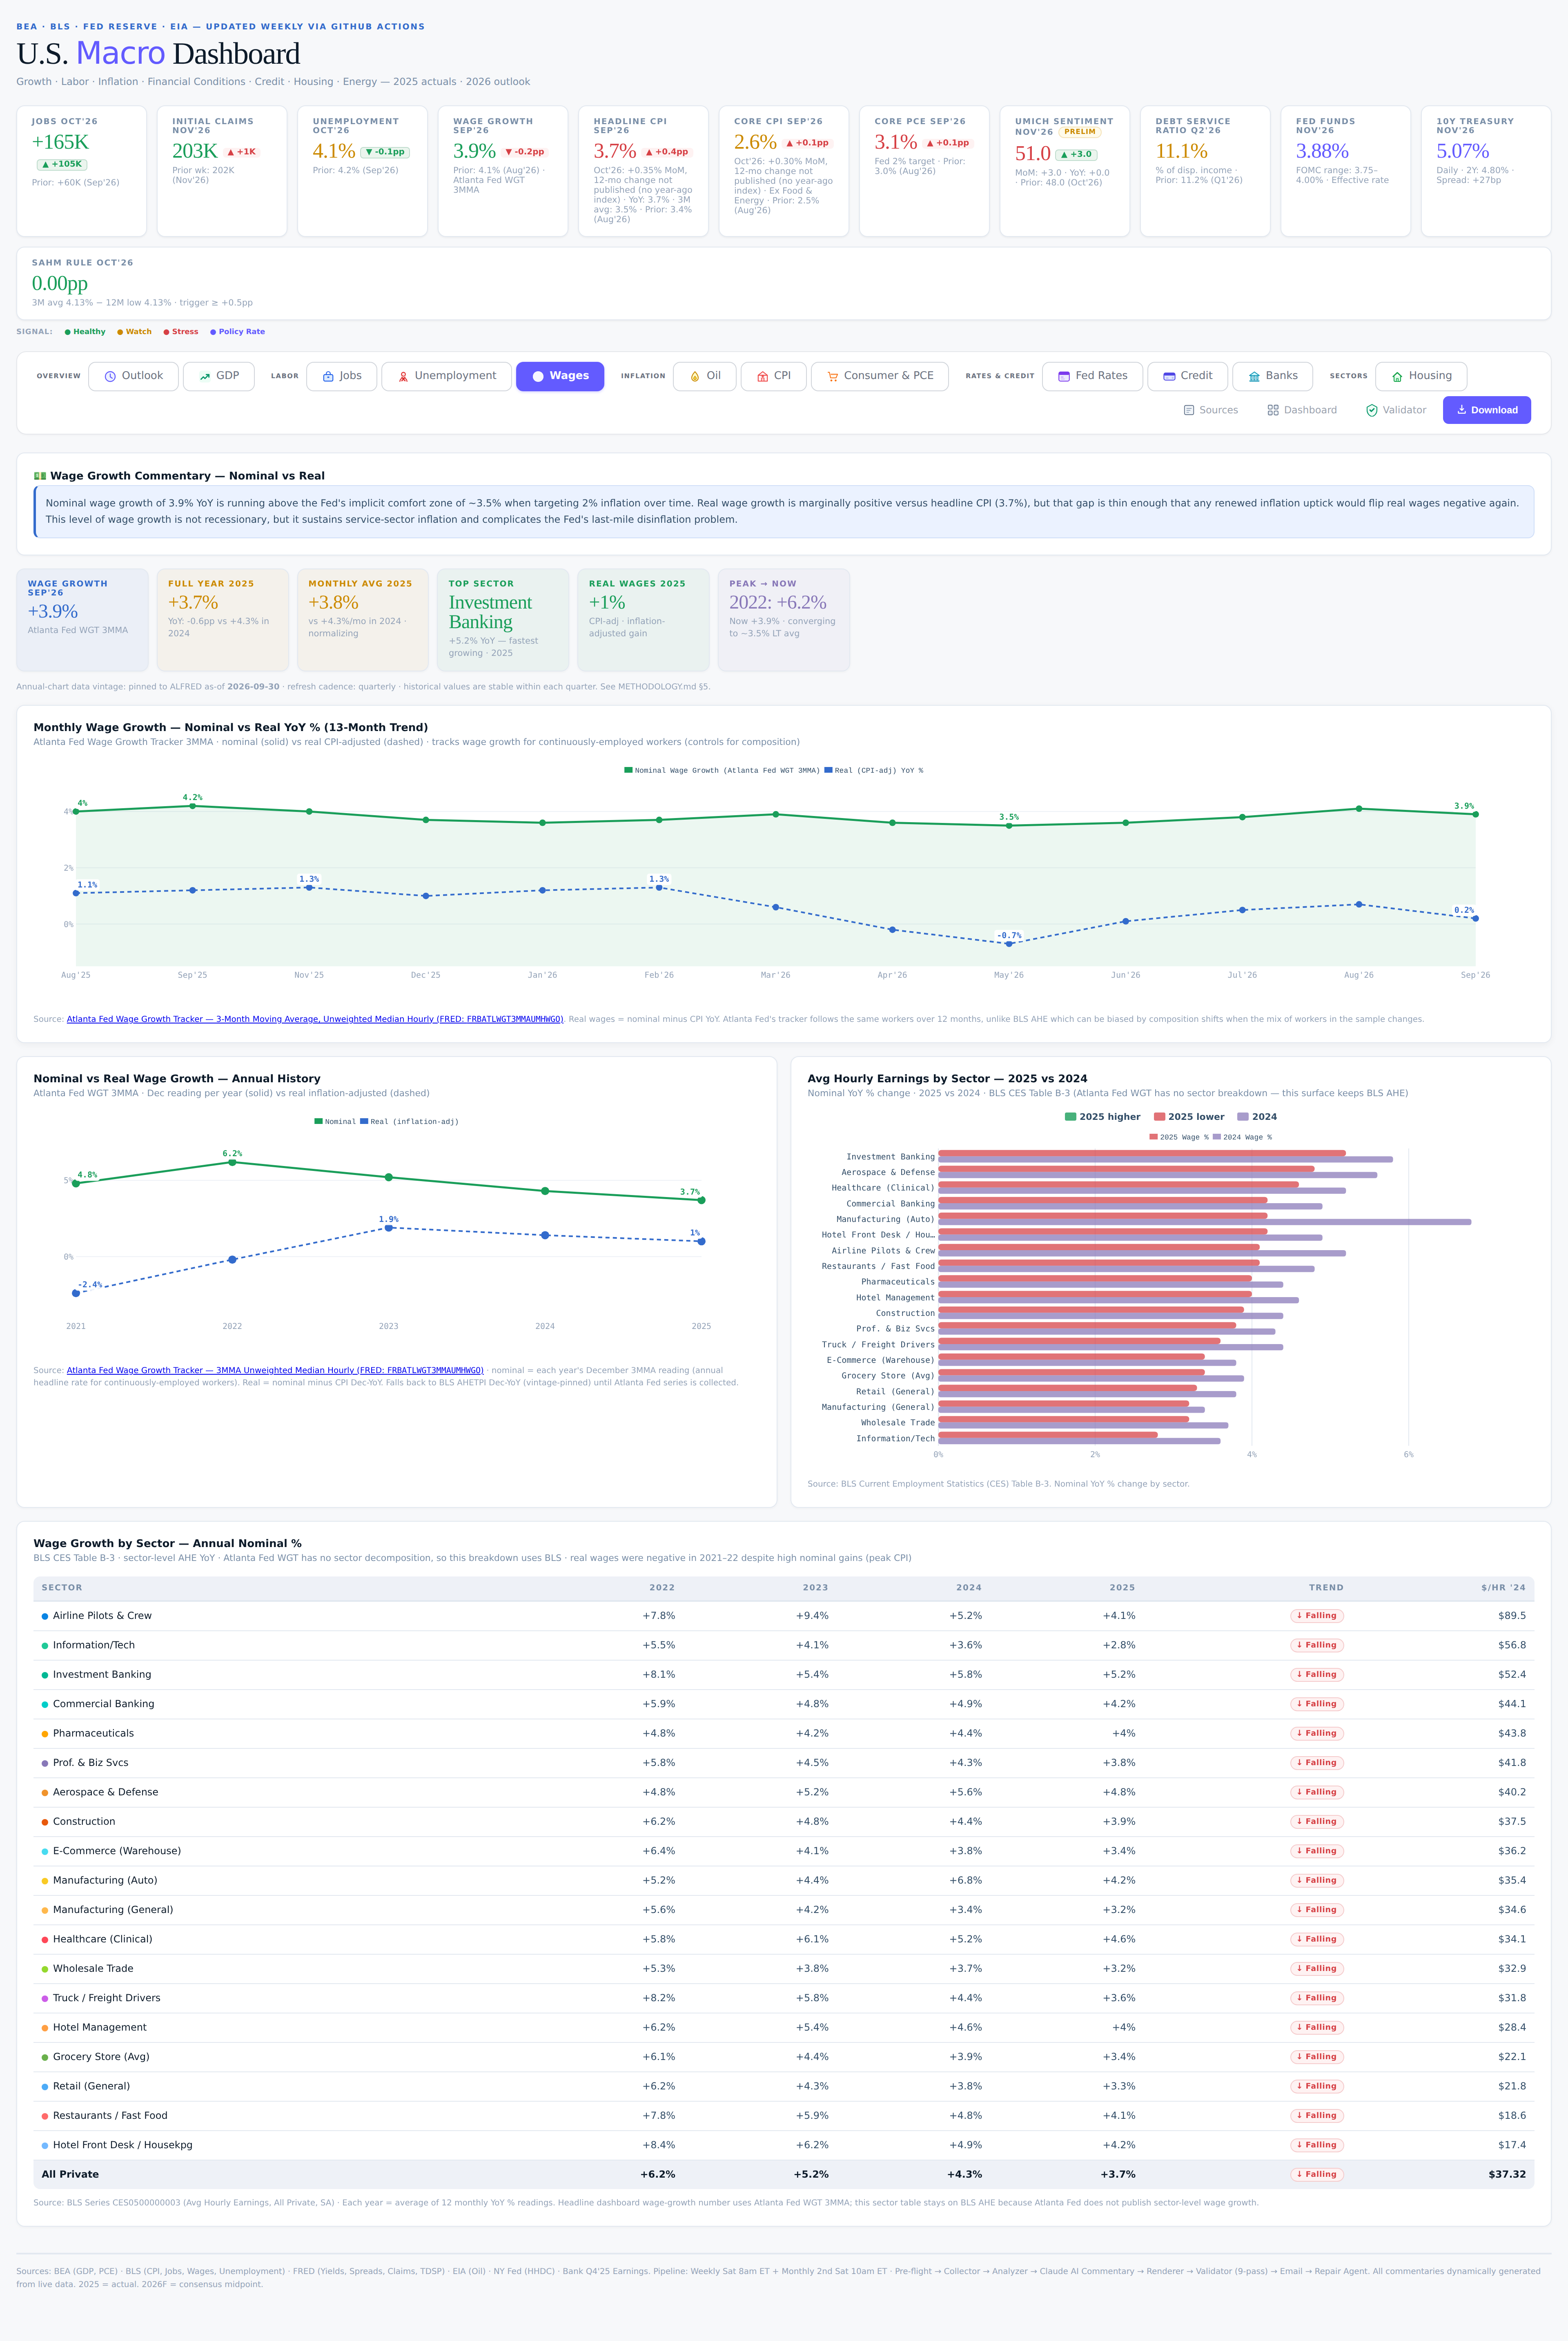 BEA · BLS · FED RESERVE · EIA — UPDATED WEEKLY VIA GITHUB ACTIONS
U.S. Macro Dashboard
Growth · Labor · Inflation · Financial Conditions · Credit · Housing · Energy — 2025 actuals · 2026 outlook
JOBS OCT'26
+165K
▲ +105K
Prior: +60K (Sep'26)
INITIAL CLAIMS
NOV'26
203K ▲ +1K
Prior wk: 202K
(Nov'26)
UNEMPLOYMENT
OCT'26
4.1% ▼ -0.1pp
Prior: 4.2% (Sep'26)
WAGE GROWTH
SEP'26
3.9% ▼ -0.2pp
Prior: 4.1% (Aug'26) ·
Atlanta Fed WGT
3MMA
HEADLINE CPI
SEP'26
3.7% ▲ +0.4pp
Oct'26: +0.35% MoM,
12-mo change not
published (no year-ago
index) · YoY: 3.7% · 3M
avg: 3.5% · Prior: 3.4%
(Aug'26)
CORE CPI SEP'26
2.6% ▲ +0.1pp
Oct'26: +0.30% MoM,
12-mo change not
published (no year-ago
index) · Ex Food &
Energy · Prior: 2.5%
(Aug'26)
CORE PCE SEP'26
3.1% ▲ +0.1pp
Fed 2% target · Prior:
3.0% (Aug'26)
UMICH SENTIMENT
NOV'26 PRELIM
51.0 ▲ +3.0
MoM: +3.0 · YoY: +0.0
· Prior: 48.0 (Oct'26)
DEBT SERVICE
RATIO Q2'26
11.1%
% of disp. income ·
Prior: 11.2% (Q1'26)
FED FUNDS
NOV'26
3.88%
FOMC range: 3.75–
4.00% · Effective rate
10Y TREASURY
NOV'26
5.07%
Daily · 2Y: 4.80% ·
Spread: +27bp
SAHM RULE OCT'26
0.00pp
3M avg 4.13% − 12M low 4.13% · trigger ≥ +0.5pp
SIGNAL: ● Healthy ● Watch ● Stress ● Policy Rate
OVERVIEW Outlook GDP LABOR Jobs Unemployment Wages INFLATION Oil CPI Consumer & PCE RATES & CREDIT Fed Rates Credit Banks SECTORS Housing
Sources Dashboard Validator Download
💵 Wage Growth Commentary — Nominal vs Real
Nominal wage growth of 3.9% YoY is running above the Fed's implicit comfort zone of ~3.5% when targeting 2% inflation over time. Real wage growth is marginally positive versus headline CPI (3.7%), but that gap is thin enough that any renewed inflation uptick would flip real wages negative again.
This level of wage growth is not recessionary, but it sustains service-sector inflation and complicates the Fed's last-mile disinflation problem.
WAGE GROWTH
SEP'26
+3.9%
Atlanta Fed WGT 3MMA
FULL YEAR 2025
+3.7%
YoY: -0.6pp vs +4.3% in
2024
MONTHLY AVG 2025
+3.8%
vs +4.3%/mo in 2024 ·
normalizing
TOP SECTOR
Investment
Banking
+5.2% YoY — fastest
growing · 2025
REAL WAGES 2025
+1%
CPI-adj · inflation-
adjusted gain
PEAK → NOW
2022: +6.2%
Now +3.9% · converging
to ~3.5% LT avg
Annual-chart data vintage: pinned to ALFRED as-of 2026-09-30 · refresh cadence: quarterly · historical values are stable within each quarter. See METHODOLOGY.md §5.
Monthly Wage Growth — Nominal vs Real YoY % (13-Month Trend)
Atlanta Fed Wage Growth Tracker 3MMA · nominal (solid) vs real CPI-adjusted (dashed) · tracks wage growth for continuously-employed workers (controls for composition)
Nominal Wage Growth (Atlanta Fed WGT 3MMA) Real (CPI-adj) YoY %
4% 4.2% 3.5% 3.9%
4%
2%
1.1% 1.3% 1.3% -0.7% 0.2%
0%
Aug'25 Sep'25 Nov'25 Dec'25 Jan'26 Feb'26 Mar'26 Apr'26 May'26 Jun'26 Jul'26 Aug'26 Sep'26
Source: Atlanta Fed Wage Growth Tracker — 3-Month Moving Average, Unweighted Median Hourly (FRED: FRBATLWGT3MMAUMHWGO). Real wages = nominal minus CPI YoY. Atlanta Fed's tracker follows the same workers over 12 months, unlike BLS AHE which can be biased by composition shifts when the mix of workers in the sample changes.
Nominal vs Real Wage Growth — Annual History
Atlanta Fed WGT 3MMA · Dec reading per year (solid) vs real inflation-adjusted (dashed)
Nominal Real (inflation-adj)
4.8% 6.2% 3.7%
5%
1.9% 1%
0%
-2.4%
2021 2022 2023 2024 2025
Source: Atlanta Fed Wage Growth Tracker — 3MMA Unweighted Median Hourly (FRED: FRBATLWGT3MMAUMHWGO) · nominal = each year's December 3MMA reading (annual
headline rate for continuously-employed workers). Real = nominal minus CPI Dec-YoY. Falls back to BLS AHETPI Dec-YoY (vintage-pinned) until Atlanta Fed series is collected.
Avg Hourly Earnings by Sector — 2025 vs 2024
Nominal YoY % change · 2025 vs 2024 · BLS CES Table B-3 (Atlanta Fed WGT has no sector breakdown — this surface keeps BLS AHE)
2025 higher 2025 lower 2024
2025 Wage % 2024 Wage %
Investment Banking
Aerospace & Defense
Healthcare (Clinical)
Commercial Banking
Manufacturing (Auto)
Hotel Front Desk / Hou…
Airline Pilots & Crew
Restaurants / Fast Food
Pharmaceuticals
Hotel Management
Construction
Prof. & Biz Svcs
Truck / Freight Drivers
E-Commerce (Warehouse)
Grocery Store (Avg)
Retail (General)
Manufacturing (General)
Wholesale Trade
Information/Tech
0% 2% 4% 6%
Source: BLS Current Employment Statistics (CES) Table B-3. Nominal YoY % change by sector.
Wage Growth by Sector — Annual Nominal %
BLS CES Table B-3 · sector-level AHE YoY · Atlanta Fed WGT has no sector decomposition, so this breakdown uses BLS · real wages were negative in 2021–22 despite high nominal gains (peak CPI)
SECTOR 2022 2023 2024 2025 TREND $/HR '24
Airline Pilots & Crew +7.8% +9.4% +5.2% +4.1% ↓ Falling $89.5
Information/Tech +5.5% +4.1% +3.6% +2.8% ↓ Falling $56.8
Investment Banking +8.1% +5.4% +5.8% +5.2% ↓ Falling $52.4
Commercial Banking +5.9% +4.8% +4.9% +4.2% ↓ Falling $44.1
Pharmaceuticals +4.8% +4.2% +4.4% +4% ↓ Falling $43.8
Prof. & Biz Svcs +5.8% +4.5% +4.3% +3.8% ↓ Falling $41.8
Aerospace & Defense +4.8% +5.2% +5.6% +4.8% ↓ Falling $40.2
Construction +6.2% +4.8% +4.4% +3.9% ↓ Falling $37.5
E-Commerce (Warehouse) +6.4% +4.1% +3.8% +3.4% ↓ Falling $36.2
Manufacturing (Auto) +5.2% +4.4% +6.8% +4.2% ↓ Falling $35.4
Manufacturing (General) +5.6% +4.2% +3.4% +3.2% ↓ Falling $34.6
Healthcare (Clinical) +5.8% +6.1% +5.2% +4.6% ↓ Falling $34.1
Wholesale Trade +5.3% +3.8% +3.7% +3.2% ↓ Falling $32.9
Truck / Freight Drivers +8.2% +5.8% +4.4% +3.6% ↓ Falling $31.8
Hotel Management +6.2% +5.4% +4.6% +4% ↓ Falling $28.4
Grocery Store (Avg) +6.1% +4.4% +3.9% +3.4% ↓ Falling $22.1
Retail (General) +6.2% +4.3% +3.8% +3.3% ↓ Falling $21.8
Restaurants / Fast Food +7.8% +5.9% +4.8% +4.1% ↓ Falling $18.6
Hotel Front Desk / Housekpg +8.4% +6.2% +4.9% +4.2% ↓ Falling $17.4
All Private +6.2% +5.2% +4.3% +3.7% ↓ Falling $37.32
Source: BLS Series CES0500000003 (Avg Hourly Earnings, All Private, SA) · Each year = average of 12 monthly YoY % readings. Headline dashboard wage-growth number uses Atlanta Fed WGT 3MMA; this sector table stays on BLS AHE because Atlanta Fed does not publish sector-level wage growth.
Sources: BEA (GDP, PCE) · BLS (CPI, Jobs, Wages, Unemployment) · FRED (Yields, Spreads, Claims, TDSP) · EIA (Oil) · NY Fed (HHDC) · Bank Q4'25 Earnings. Pipeline: Weekly Sat 8am ET + Monthly 2nd Sat 10am ET · Pre-flight → Collector → Analyzer → Claude AI Commentary → Renderer → Validator (9-pass) → Email → Repair Agent. All commentaries dynamically generated
from live data. 2025 = actual. 2026F = consensus midpoint.